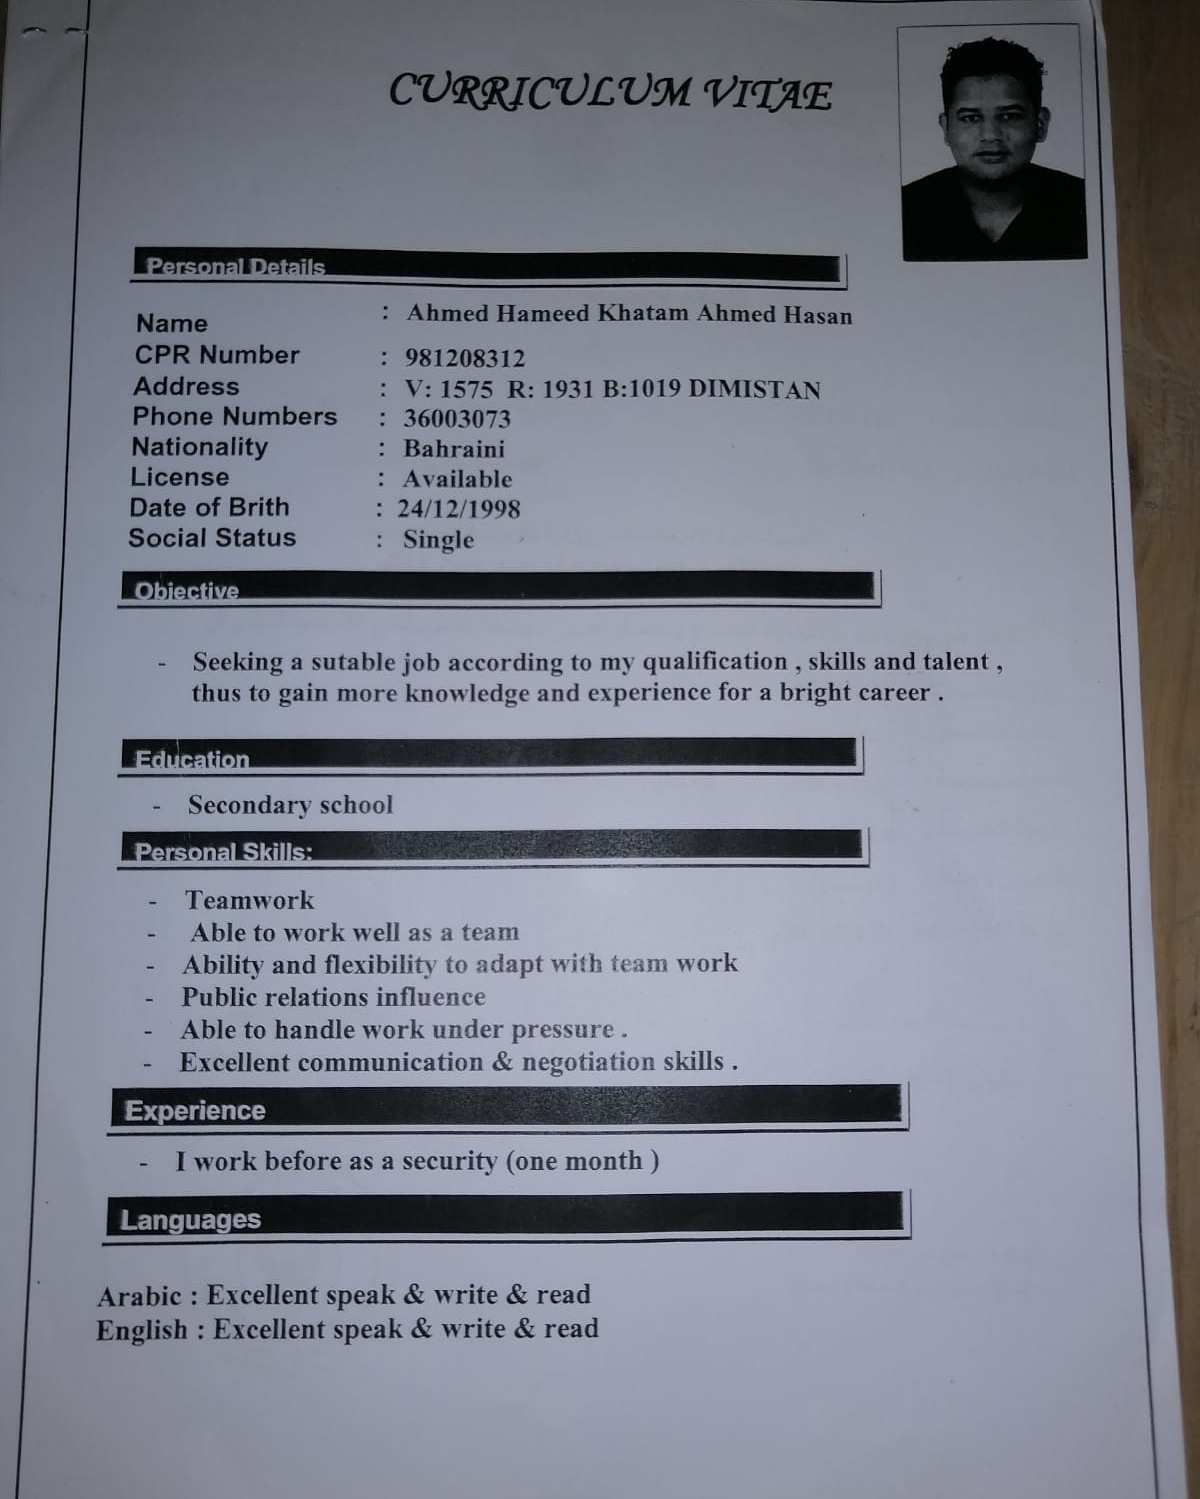 CURRICULUM VITAE
Personal Details
Name : Ahmed Hameed Khatam Ahmed Hasan
CPR Number : 981208312
Address : V: 1575 R: 1931 B:1019 DIMISTAN
Phone Numbers : 36003073
Nationality : Bahraini
License : Available
Date of Brith : 24/12/1998
Social Status : Single
Objective
- Seeking a sutable job according to my qualification , skills and talent ,
thus to gain more knowledge and experience for a bright career .
Education
- Secondary school
Personal Skills:
- Teamwork
- Able to work well as a team
- Ability and flexibility to adapt with team work
- Public relations influence
- Able to handle work under pressure .
- Excellent communication & negotiation skills .
Experience
- I work before as a security (one month )
Languages
Arabic : Excellent speak & write & read
English : Excellent speak & write & read